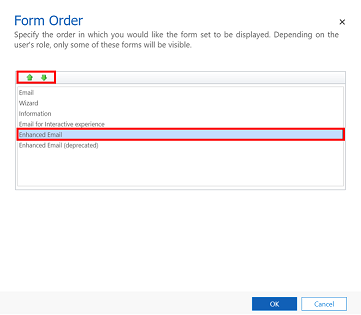 Form Order
Specify the order in which you would like the form set to be displayed. Depending on the
user's role, only some of these forms will be visible.
Email
Wizard
Information
Email for Interactive experience
Enhanced Email
Enhanced Email (deprecated)
OK
Cancel